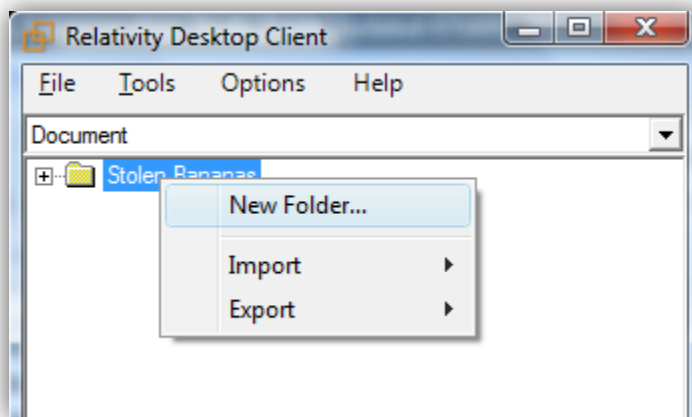 Relativity Desktop Client
File Tools Options Help
Document
Stolen Bananas
New Folder...
Import
Export